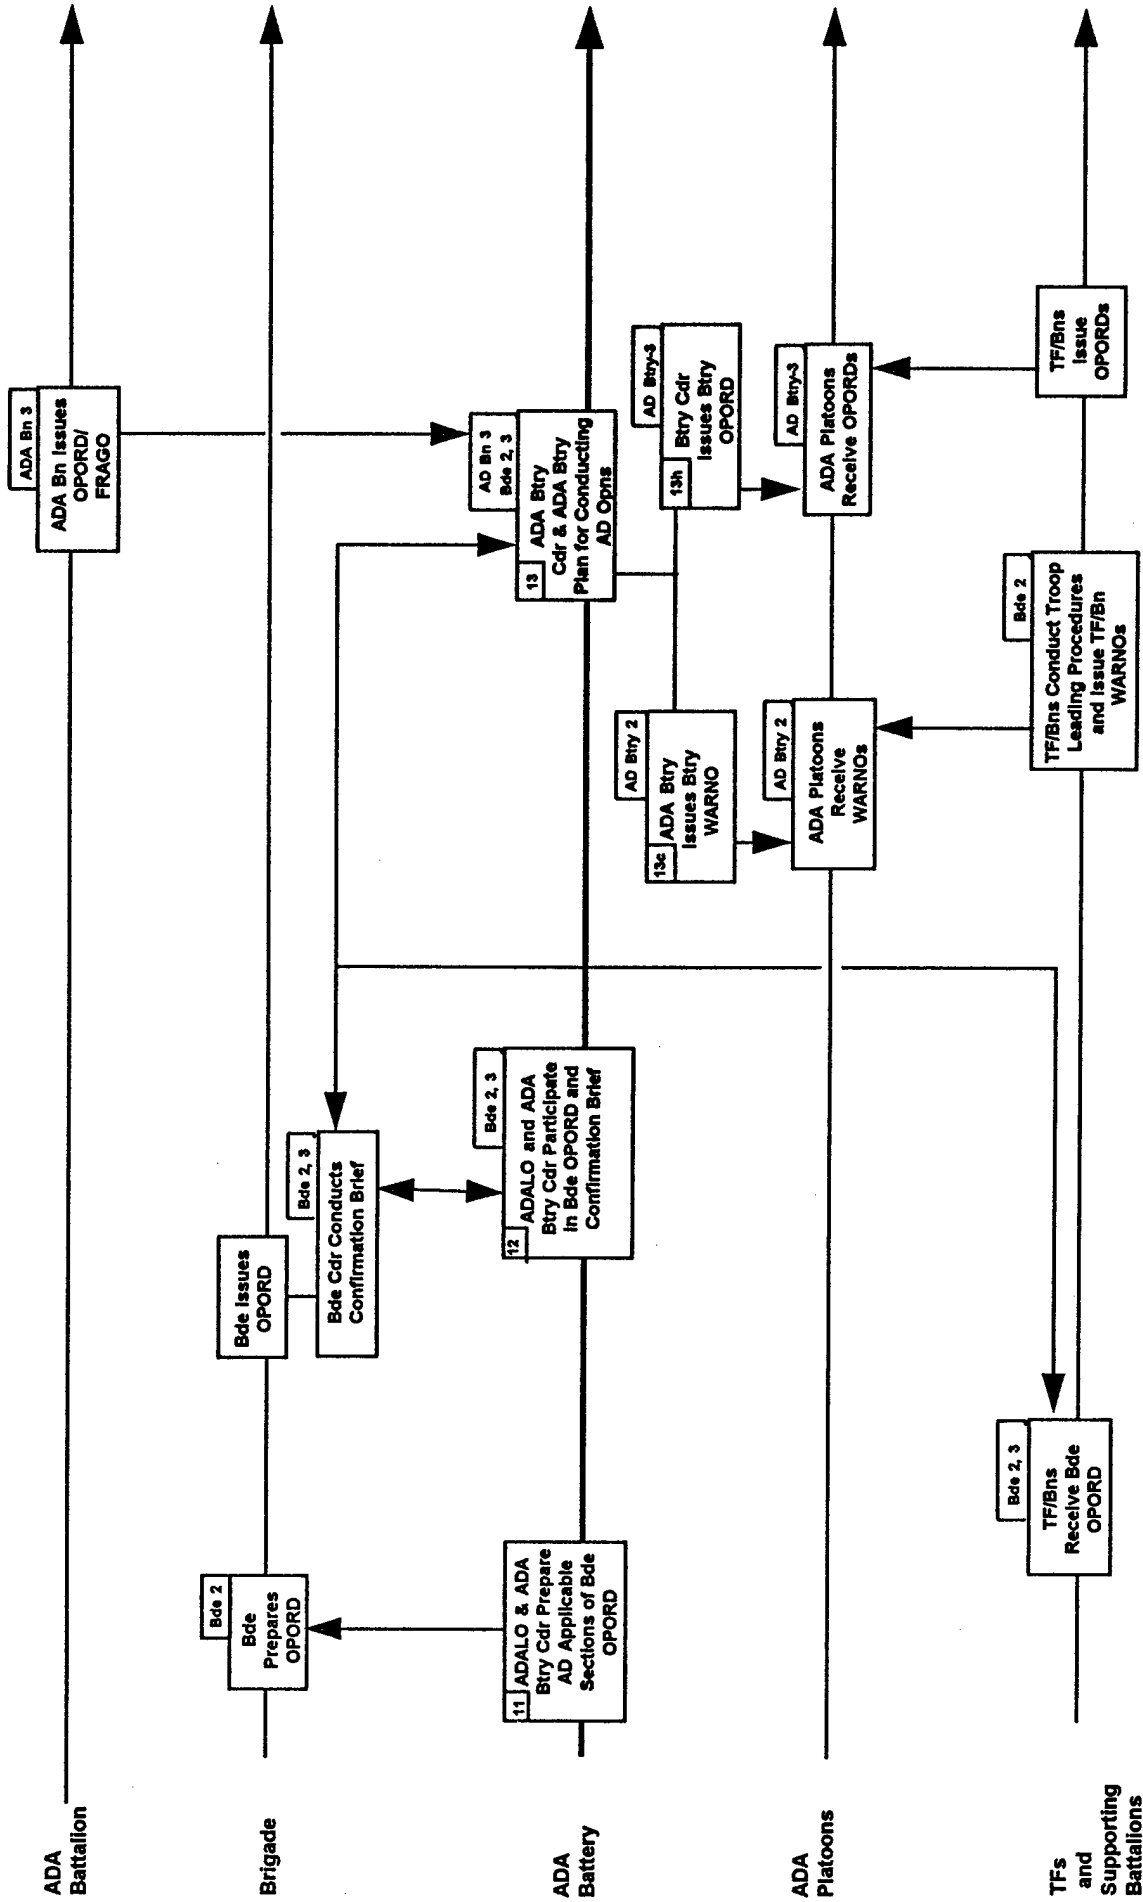 ADA
Battalion
ADA Bn 3
ADA Bn Issues
OPORD/
FRAGO
Brigade
Bde 2
Bde
Prepares
OPORD
Bde Issues
OPORD
Bde 2, 3
Bde Cdr Conducts
Confirmation Brief
ADA
Battery
11
ADALO & ADA
Btry Cdr Prepare
AD Applicable
Sections of Bde
OPORD
Bde 2, 3
12
ADALO and ADA
Btry Cdr Participate
in Bde OPORD and
Confirmation Brief
AD Bn 3
Bde 2, 3
13
ADA Btry
Cdr & ADA Btry
Plan for Conducting
AD Opns
AD Btry 2
13c
ADA Btry
Issues Btry
WARNO
AD Btry-3
13h
Btry Cdr
Issues Btry
OPORD
ADA
Platoons
AD Btry 2
ADA Platoons
Receive
WARNOs
AD Btry-3
ADA Platoons
Receive OPORDs
TFs
and
Supporting
Battalions
Bde 2, 3
TF/Bns
Receive Bde
OPORD
Bde 2
TF/Bns Conduct Troop
Leading Procedures
and Issue TF/Bn
WARNOs
TF/Bns
Issue
OPORDs